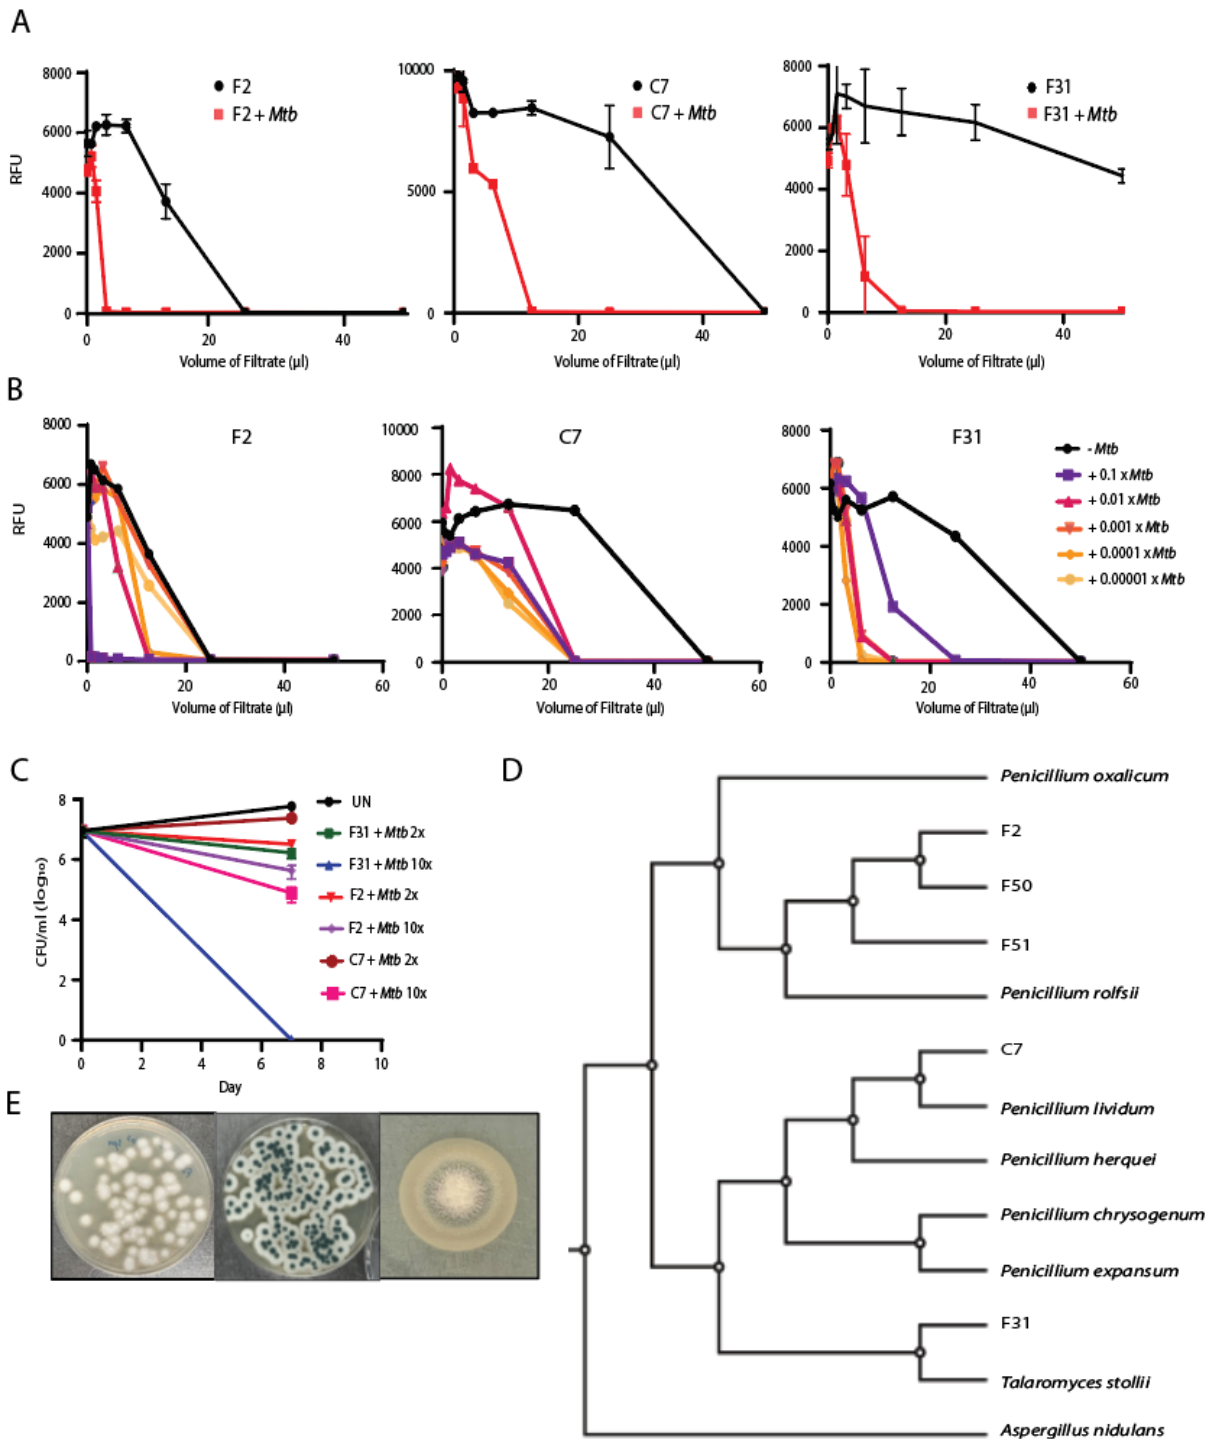 A
8000
6000
4000
2000
0
RFU
0
20
40
Volume of Filtrate (µl)
F2
F2 + Mtb
10000
5000
0
0
20
40
Volume of Filtrate (µl)
C7
C7 + Mtb
8000
6000
4000
2000
0
0
20
40
Volume of Filtrate (µl)
F31
F31 + Mtb
B
F2
8000
6000
4000
2000
0
RFU
0
20
40
60
Volume of Filtrate (µl)
C7
10000
8000
6000
4000
2000
0
0
20
40
60
Volume of Filtrate (µl)
F31
8000
6000
4000
2000
0
0
20
40
60
Volume of Filtrate (µl)
- Mtb
+ 0.1 x Mtb
+ 0.01 x Mtb
+ 0.001 x Mtb
+ 0.0001 x Mtb
+ 0.00001 x Mtb
C
8
6
4
2
0
CFU/ml (log₁₀)
0
2
4
6
8
10
Day
UN
F31 + Mtb 2x
F31 + Mtb 10x
F2 + Mtb 2x
F2 + Mtb 10x
C7 + Mtb 2x
C7 + Mtb 10x
D
Penicillium oxalicum
F2
F50
F51
Penicillium rolfsii
C7
Penicillium lividum
Penicillium herquei
Penicillium chrysogenum
Penicillium expansum
F31
Talaromyces stollii
Aspergillus nidulans
E